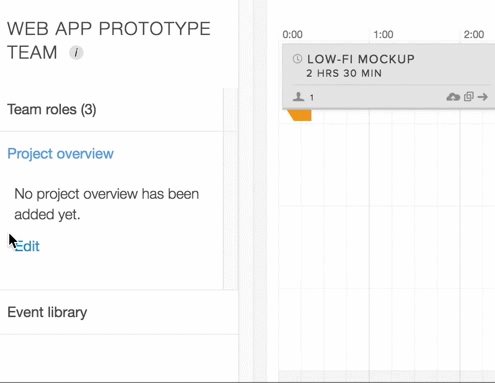 WEB APP PROTOTYPE
TEAM i
Team roles (3)
Project overview
No project overview has been
added yet.
Edit
Event library
0:00 1:00 2:00
LOW-FI MOCKUP
2 HRS 30 MIN
1